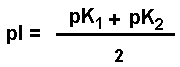 pI = pK₁ + pK₂
2